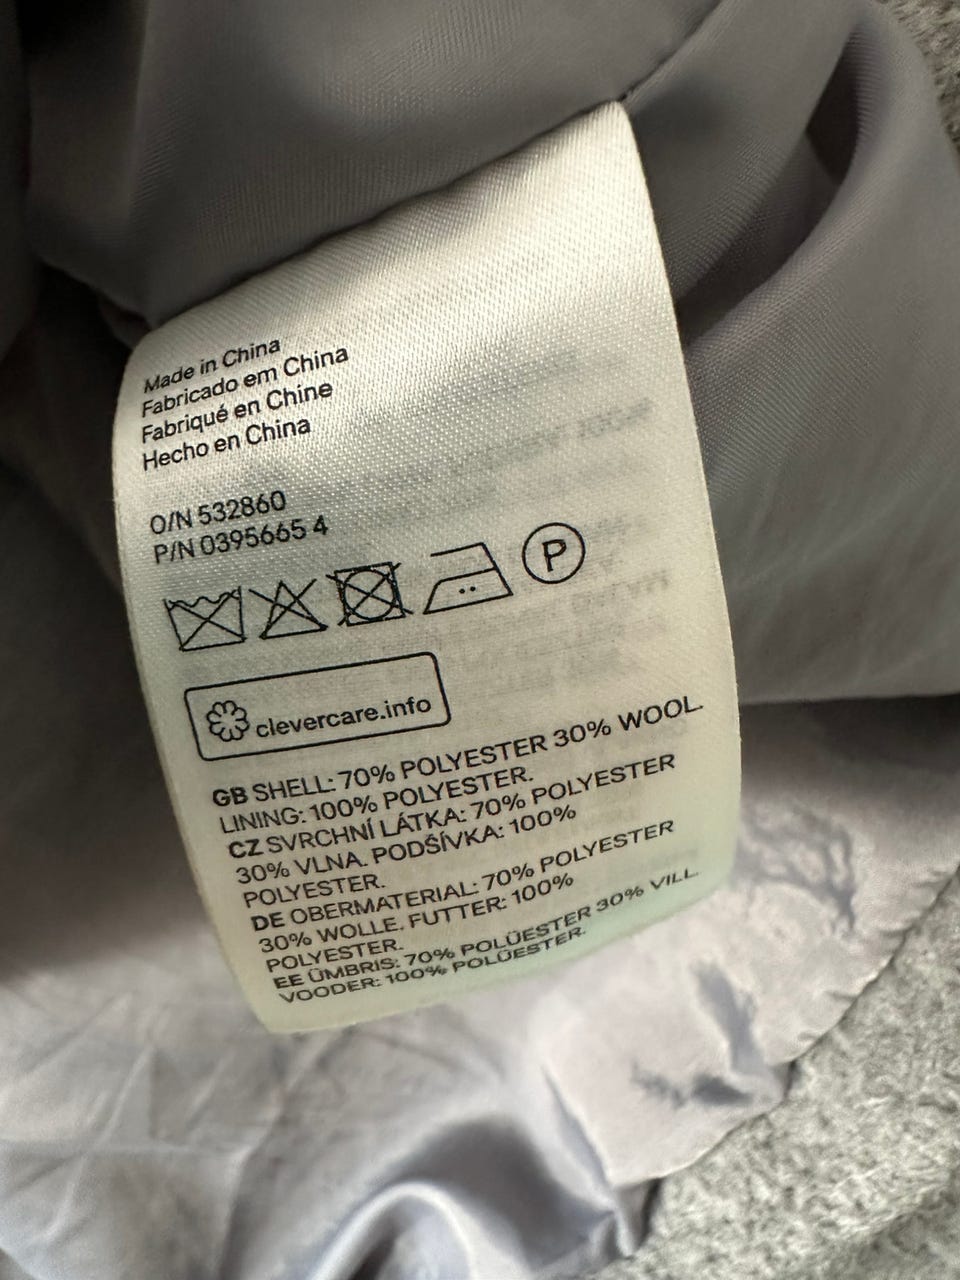 Made in China
Fabricado em China
Fabriqué en Chine
Hecho en China
O/N 532860
P/N 0395665 4
P
clevercare.info
GB SHELL: 70% POLYESTER 30% WOOL.
LINING: 100% POLYESTER.
CZ SVRCHNÍ LÁTKA: 70% POLYESTER
30% VLNA. PODŠÍVKA: 100%
POLYESTER.
DE OBERMATERIAL: 70% POLYESTER
30% WOLLE. FUTTER: 100%
POLYESTER.
EE ÜMBRIS: 70% POLÜESTER 30% VILL.
VOODER: 100% POLÜESTER.